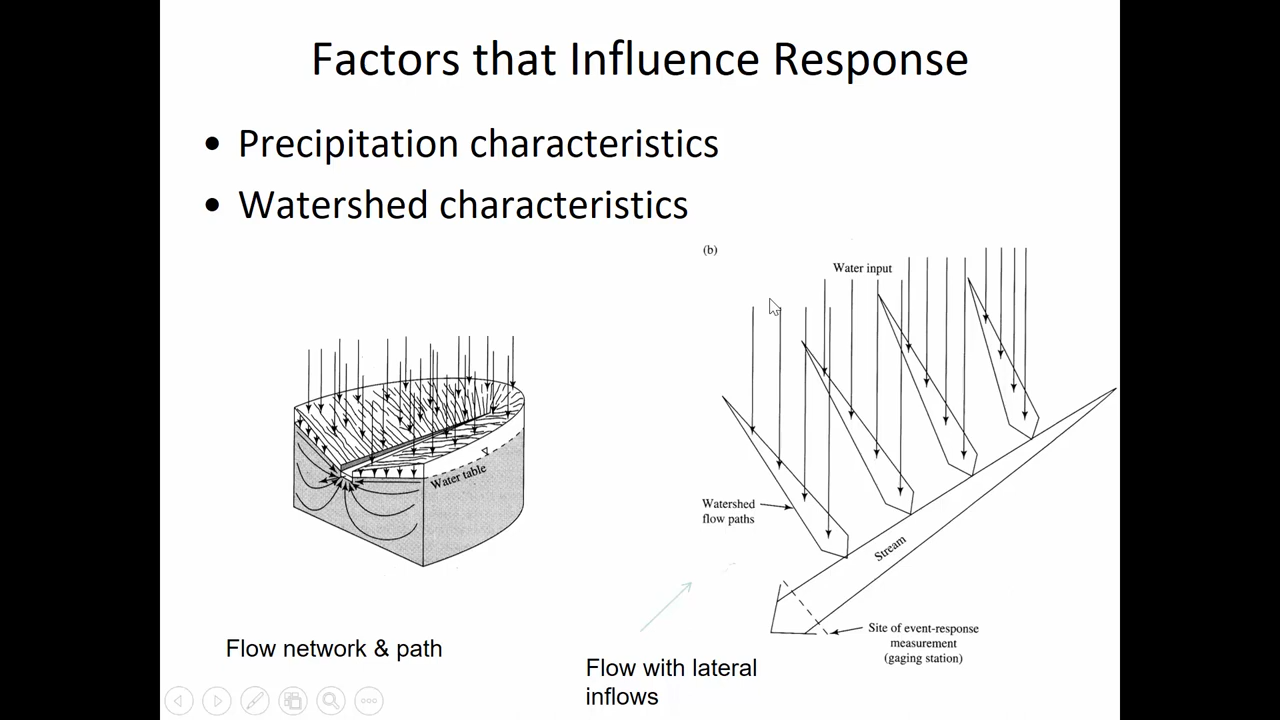 Factors that Influence Response
• Precipitation characteristics
• Watershed characteristics
(b)
Water input
Water table
Watershed
flow paths
Stream
Site of event-response
measurement
(gaging station)
Flow network & path
Flow with lateral
inflows